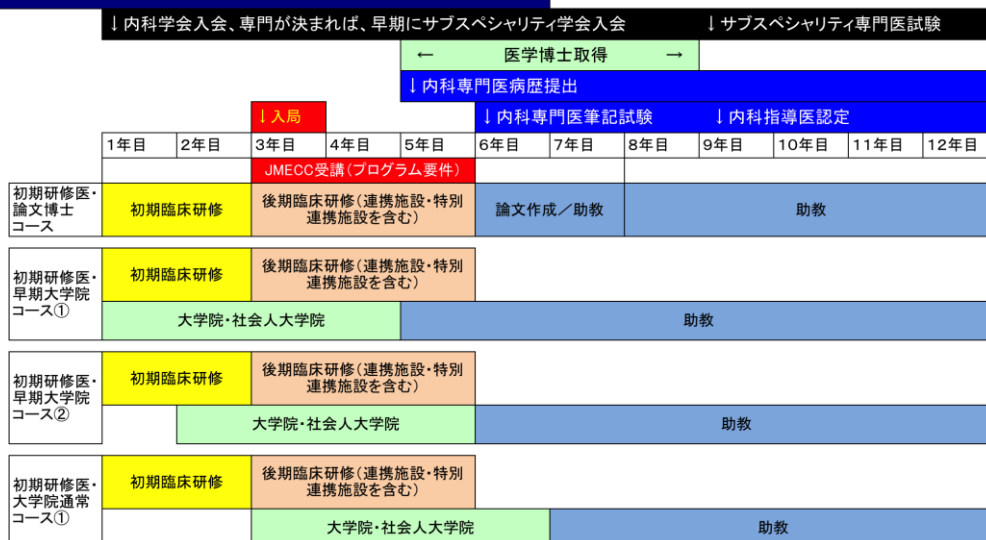 ↓内科学会入会、専門が決まれば、早期にサブスペシャリティ学会入会 ↓サブスペシャリティ専門医試験
← 医学博士取得 →
↓内科専門医病歴提出
↓入局 ↓内科専門医筆記試験 ↓内科指導医認定
1年目 2年目 3年目 4年目 5年目 6年目 7年目 8年目 9年目 10年目 11年目 12年目
JMECC受講(プログラム要件)
初期研修医・
論文博士
コース
初期臨床研修
後期臨床研修(連携施設・特別
連携施設を含む)
論文作成/助教
助教
初期研修医・
早期大学院
コース①
初期臨床研修
後期臨床研修(連携施設・特別
連携施設を含む)
大学院・社会人大学院
助教
初期研修医・
早期大学院
コース②
初期臨床研修
後期臨床研修(連携施設・特別
連携施設を含む)
大学院・社会人大学院
助教
初期研修医・
大学院通常
コース①
初期臨床研修
後期臨床研修(連携施設・特別
連携施設を含む)
大学院・社会人大学院
助教